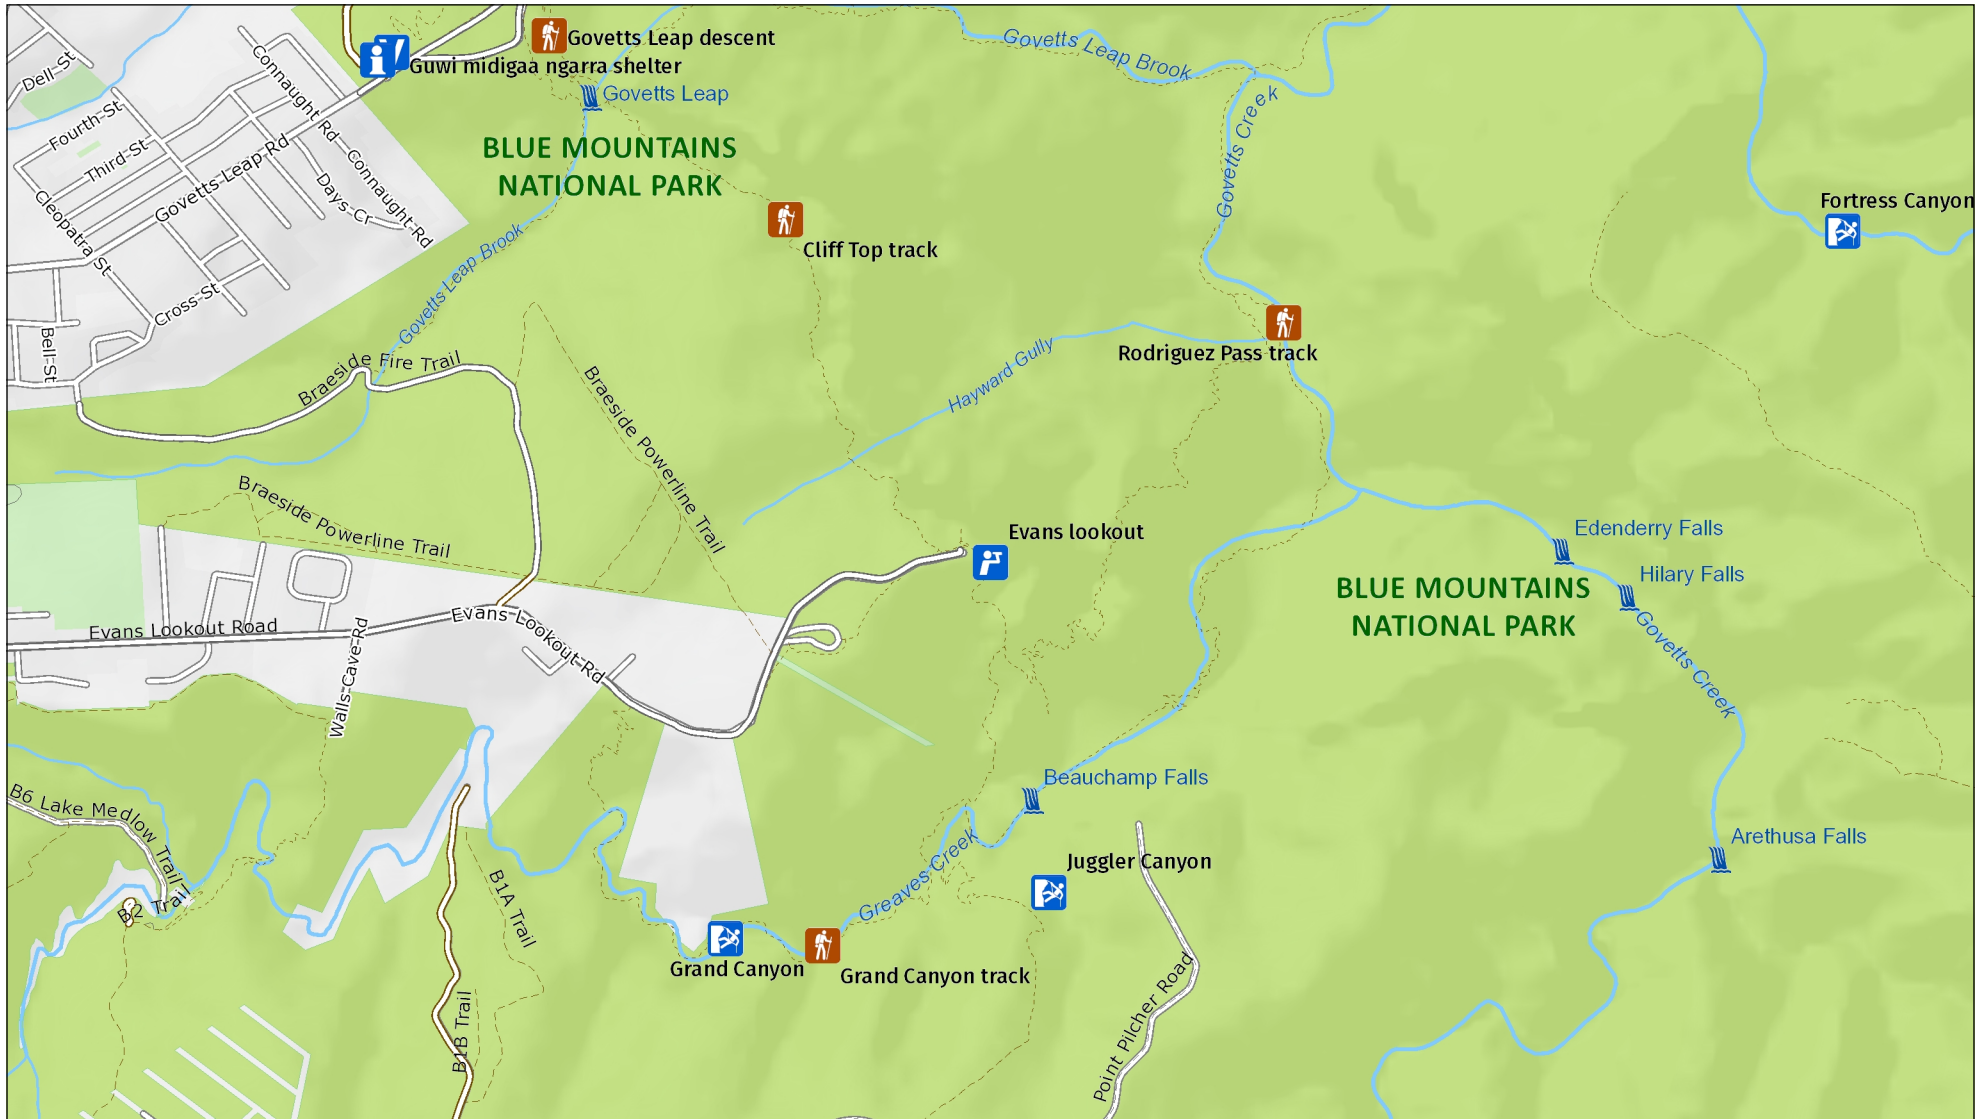 Govetts Leap descent
Guwi midigaa ngarra shelter
Govetts Leap
Govetts Leap Brook
Govetts Creek
Dell St
Connaught Rd
Connaught Rd
Fourth St
Third St
Govetts Leap Rd
Days Cr
Cleopatra St
Cross St
Bell St
BLUE MOUNTAINS
NATIONAL PARK
Cliff Top track
Fortress Canyon
Govetts Leap Brook
Braeside Fire Trail
Braeside Powerline Trail
Hayward Gully
Rodriguez Pass track
Braeside Powerline Trail
Evans lookout
Edenderry Falls
Hilary Falls
BLUE MOUNTAINS
NATIONAL PARK
Govetts Creek
Evans Lookout Road
Evans Lookout Rd
Walls Cave Rd
Beauchamp Falls
Arethusa Falls
B6 Lake Medlow Trail
B2 Trail
B1A Trail
B1B Trail
Greaves Creek
Juggler Canyon
Grand Canyon
Grand Canyon track
Point Pilcher Road